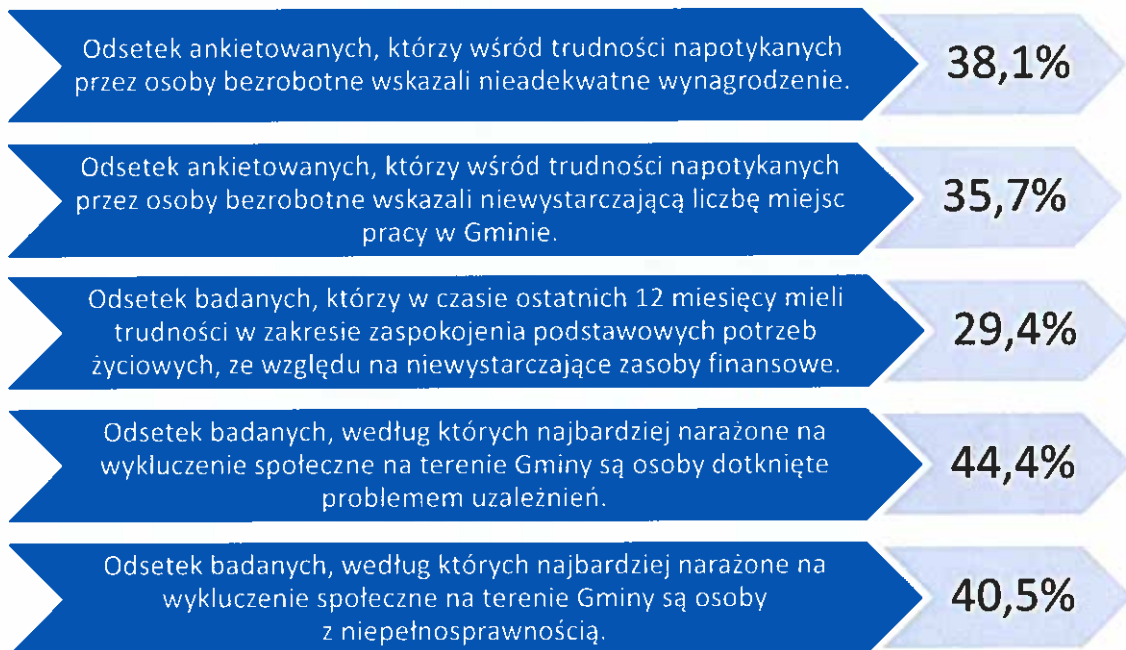 Odsetek ankietowanych, którzy wśród trudności napotykanych
przez osoby bezrobotne wskazali nieadekwatne wynagrodzenie.
38,1%
Odsetek ankietowanych, którzy wśród trudności napotykanych
przez osoby bezrobotne wskazali niewystarczającą liczbę miejsc
pracy w Gminie.
35,7%
Odsetek badanych, którzy w czasie ostatnich 12 miesięcy mieli
trudności w zakresie zaspokojenia podstawowych potrzeb
życiowych, ze względu na niewystarczające zasoby finansowe.
29,4%
Odsetek badanych, według których najbardziej narażone na
wykluczenie społeczne na terenie Gminy są osoby dotknięte
problemem uzależnień.
44,4%
Odsetek badanych, według których najbardziej narażone na
wykluczenie społeczne na terenie Gminy są osoby
z niepełnosprawnością.
40,5%